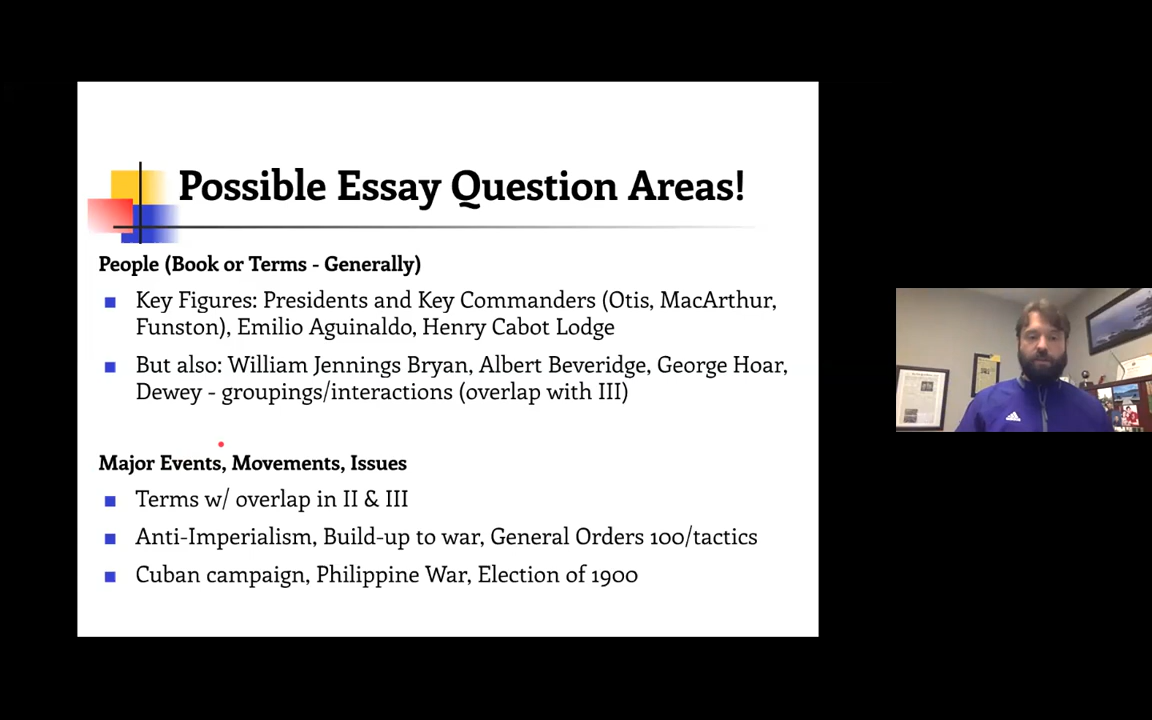 Possible Essay Question Areas!
People (Book or Terms - Generally)
Key Figures: Presidents and Key Commanders (Otis, MacArthur,
Funston), Emilio Aguinaldo, Henry Cabot Lodge
But also: William Jennings Bryan, Albert Beveridge, George Hoar,
Dewey - groupings/interactions (overlap with III)
Major Events, Movements, Issues
Terms w/ overlap in II & III
Anti-Imperialism, Build-up to war, General Orders 100/tactics
Cuban campaign, Philippine War, Election of 1900